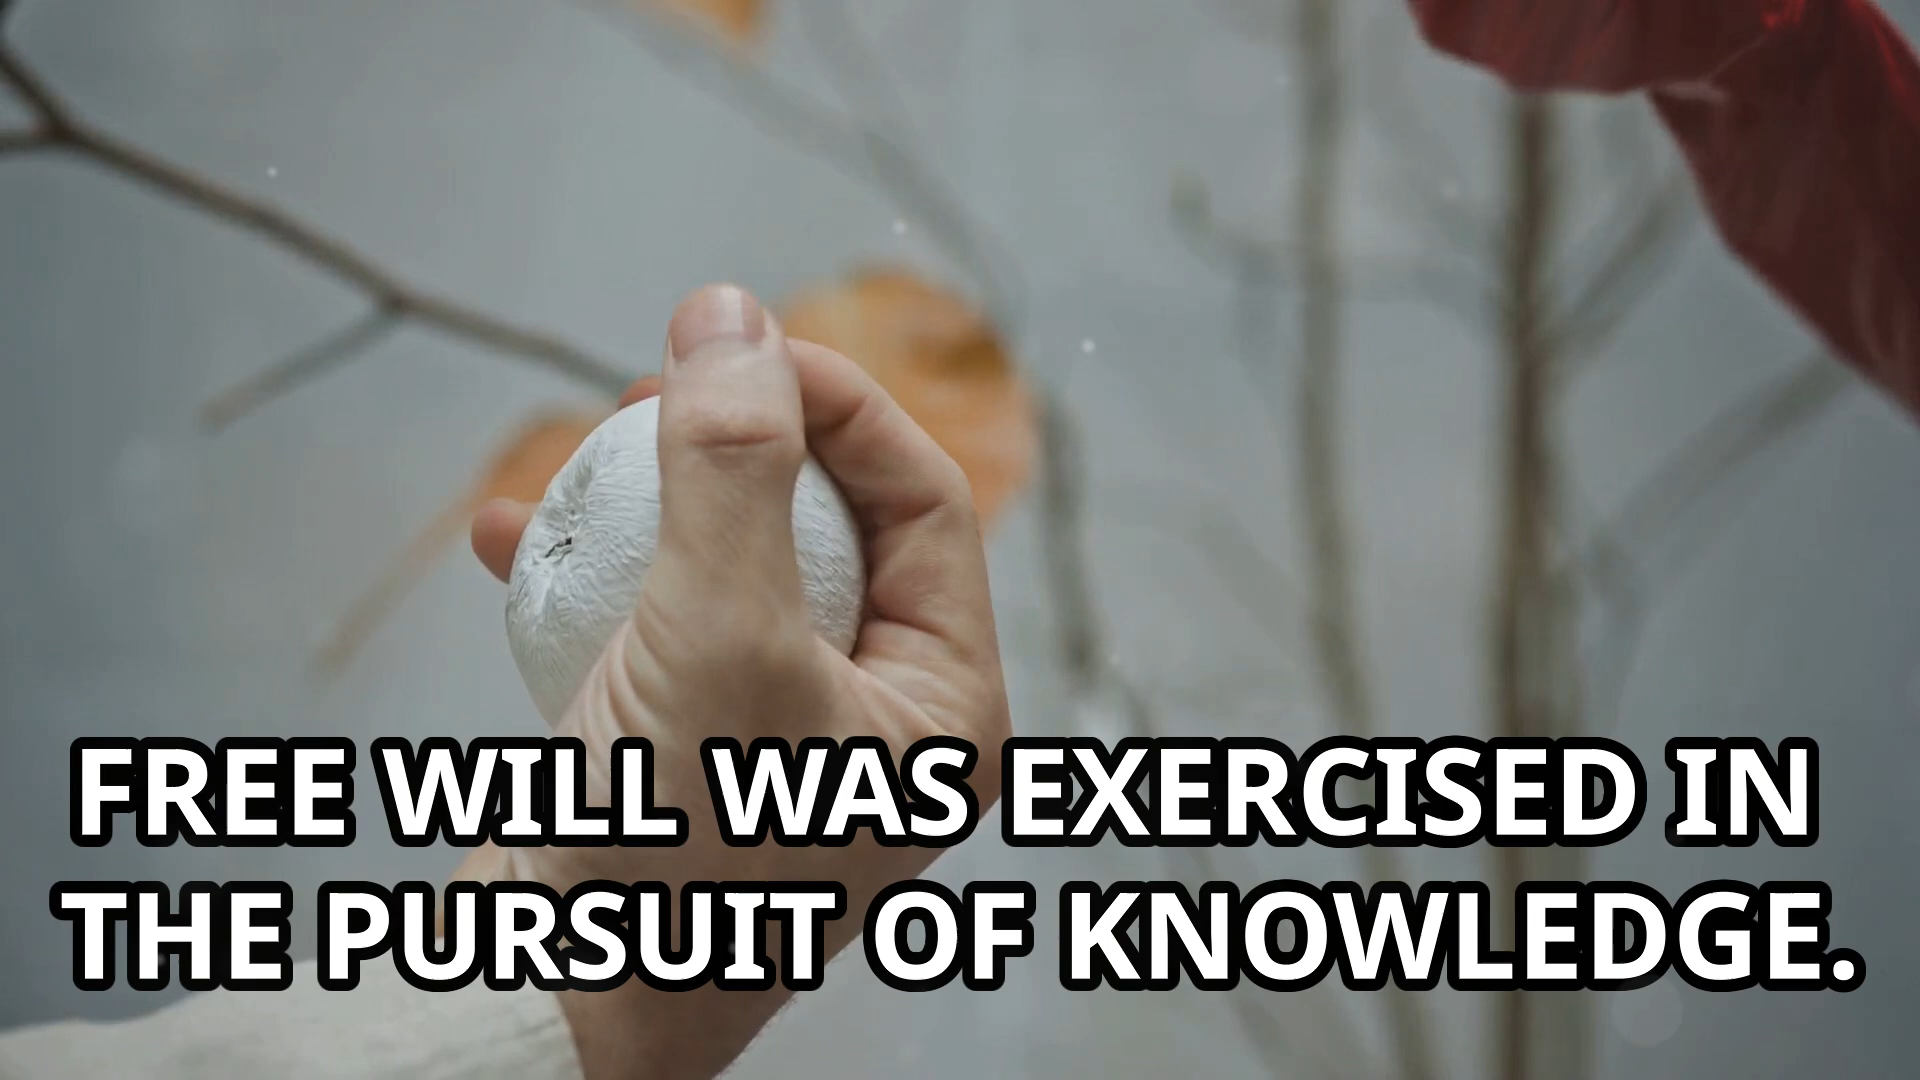 FREE WILL WAS EXERCISED IN
THE PURSUIT OF KNOWLEDGE.